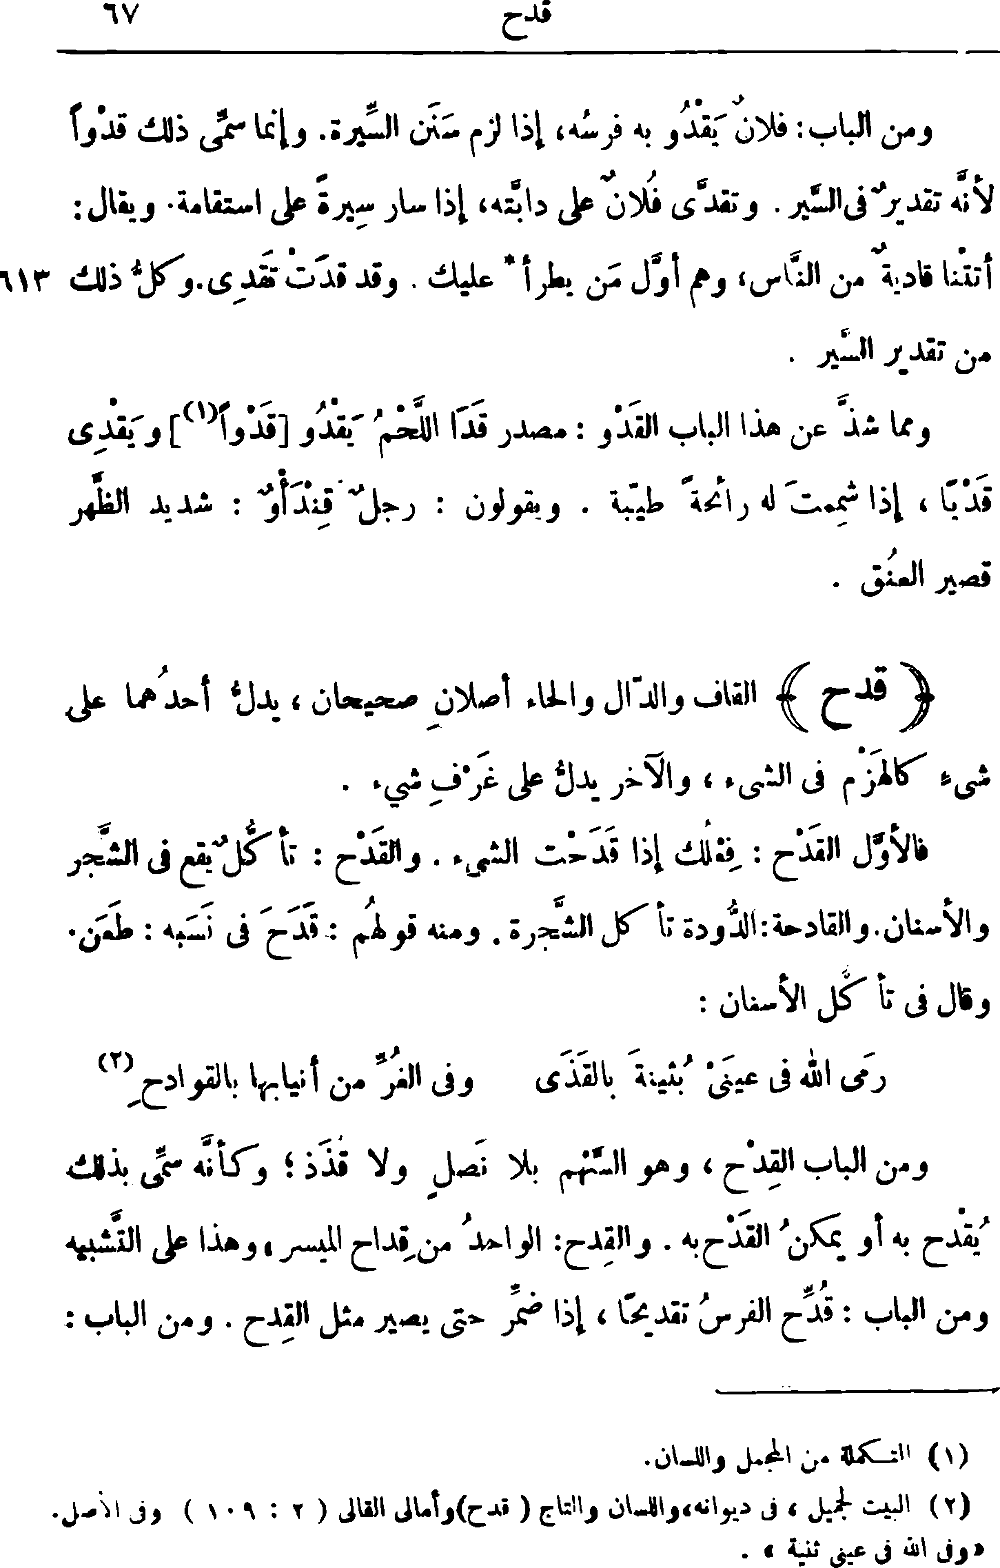 قدح ٦٧
ومن الباب: فلانٌ يَقْدُو به فرسُه، إذا لزم سَنَن السِّيرة. وإنما سمِّى ذلك قدْواً
لأنَّه تقديرٌ فى السَّير . وتقدَّى فُلانٌ على دابَّته، إذا سار سِيرةً على استقامة. ويقال:
أتتْنا قاديةٌ من النَّاس، وهم أوَّل مَن يطرأ* عليك . وقد قدَتْ تَقدِى. وكلُّ ذلك ٦١٣
من تقدير السَّير .
ومما شذَّ عن هذا الباب القَدْو : مصدر قَدَا اللَّحْمُ يَقْدُو [قَدْواً(١)] ويَقْدِى
قَدْيًا ، إذا شَمِمتَ له رائحةً طيّبة . ويقولون : رجلٌ قِنْدَأْوٌ : شديد الظَّهر
قصير العنُق .
﴿ قدح ﴾ القاف والدّال والحاء أصلانِ صحيحان ، يدلُّ أحدُهما على
شىءٍ كالهَزْم فى الشىء ، والآخر يدلُّ على غَرْفِ شيء .
فالأوَّل القَدْح : فِعْلُك إذا قَدَحْت الشىء . والقَدْح : تأكُّلٌ يقع فى الشَّجر
والأسنان. والقادحة: الدُّودة تأكل الشَّجرة . ومنه قولهُم : قَدَحَ فى نَسَبه : طعَن.
وقال فى تأكّل الأسنان :
رَمَى الله فى عينَىْ بُثينةَ بالقَذَى وفى الغُرِّ من أنيابها بالقوادحِ(٢)
ومن الباب القِدْح ، وهو السَّهم بلا نَصلٍ ولا قُذَذ ؛ وكأنَّه سمِّى بذلك
يُقْدح به أو يمكنُ القَدْح به . والقِدح: الواحدُ من قِداح الميسر ، وهذا على التَّشبيه
ومن الباب : قُدِّح الفرسُ تقديحًا ، إذا ضمِّرَ حتى يصير مثل القِدح . ومن الباب :
(١) التكملة من المجمل واللسان.
(٢) البيت لجميل ، فى ديوانه، واللسان والتاج ( قدح) وأمالى القالى ( ٢ : ١٠٩ ) وفى الأصل.
«وفى الله فى عينى ثنية » .